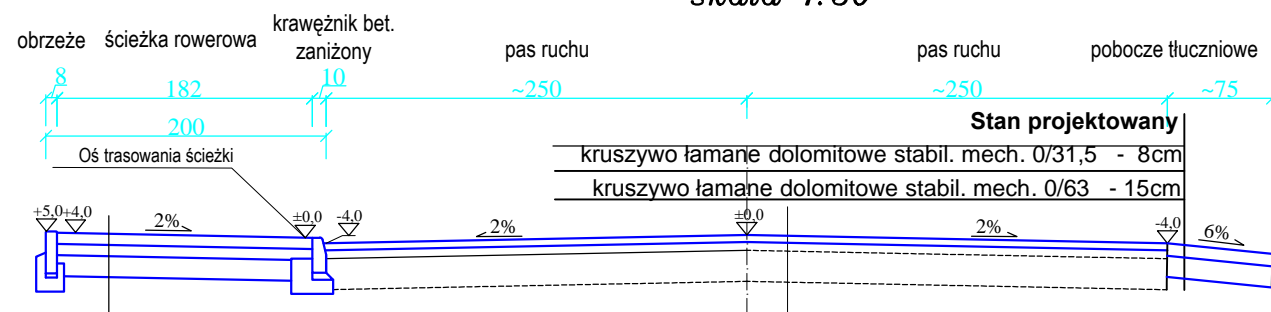 obrzeże ścieżka rowerowa krawężnik bet. zaniżony pas ruchu pas ruchu pobocze tłuczniowe
8 182 10 ~250 ~250 ~75
200
Stan projektowany
Oś trasowania ścieżki
kruszywo łamane dolomitowe stabil. mech. 0/31,5 - 8cm
kruszywo łamane dolomitowe stabil. mech. 0/63 - 15cm
+5,0 +4,0 2% ±0,0 -4,0 2% ±0,0 2% -4,0 6%